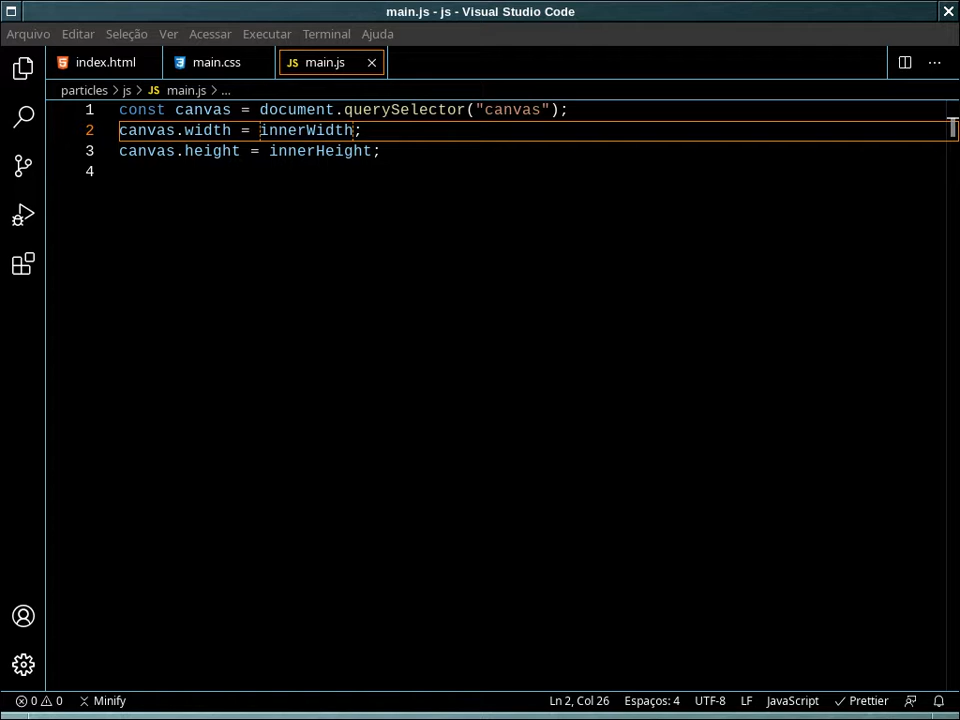 main.js - js - Visual Studio Code
Arquivo Editar Seleção Ver Acessar Executar Terminal Ajuda
index.html main.css JS main.js
particles > js > JS main.js > ...
1 const canvas = document.querySelector("canvas");
2 canvas.width = innerWidth;
3 canvas.height = innerHeight;
4
0 0 Minify Ln 2, Col 26 Espaços: 4 UTF-8 LF JavaScript Prettier